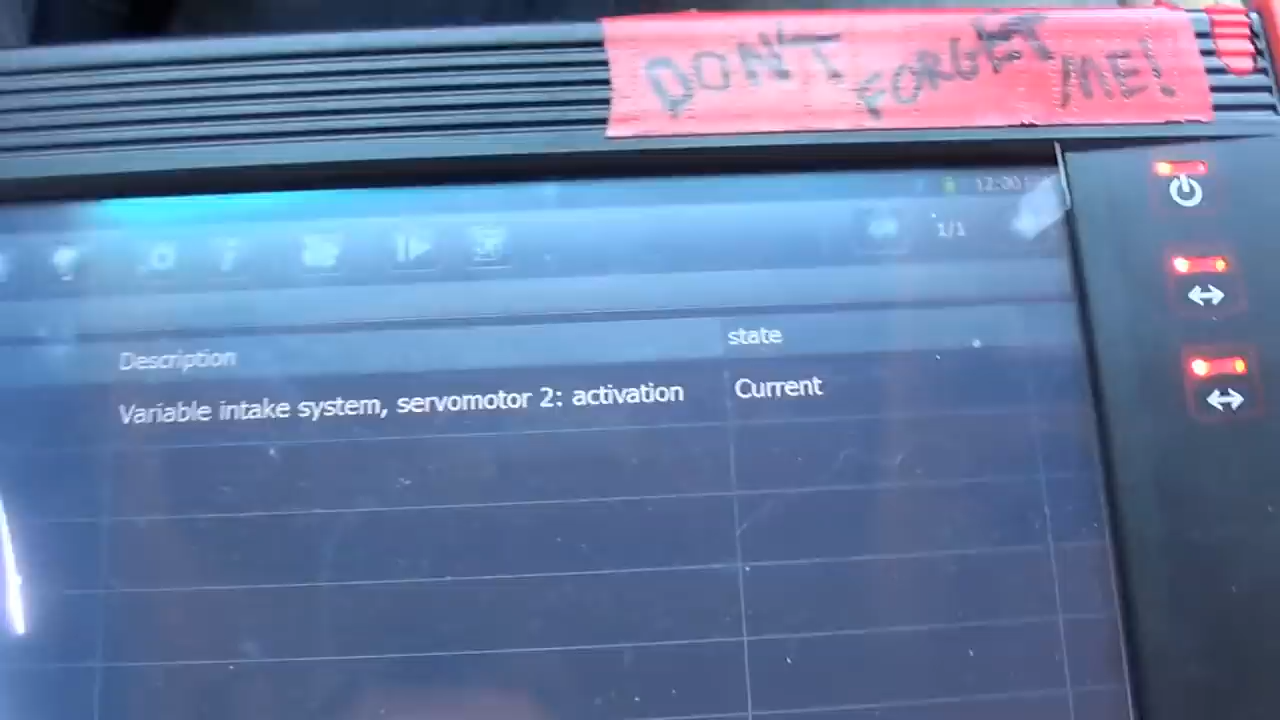 DON'T FORGET ME!
12:00
1/1
Description
state
Variable intake system, servomotor 2: activation
Current